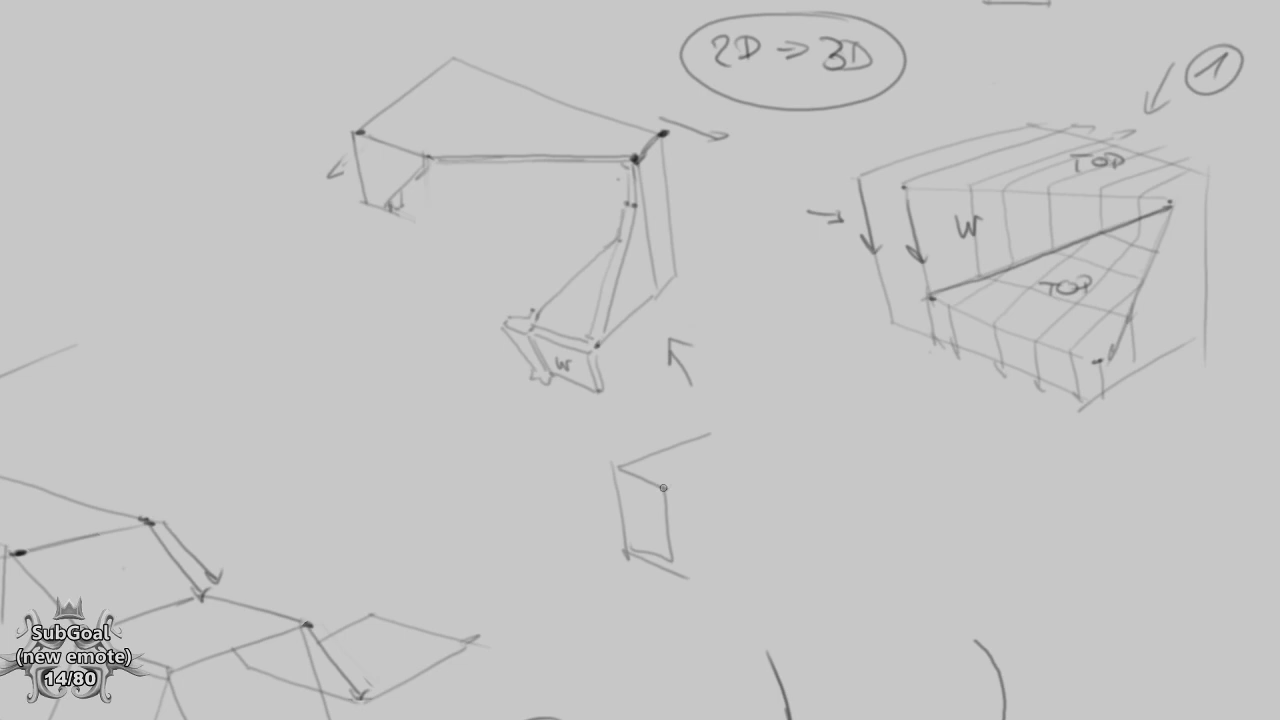 2D → 3D
1
TOP
W
TOP
W
SubGoal
(new emote)
14/80